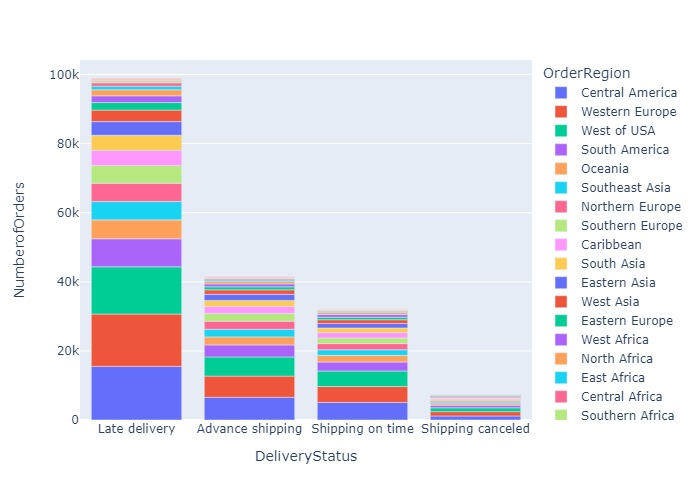 OrderRegion
100k
80k
60k
40k
20k
0
NumberofOrders
Late delivery
Advance shipping
Shipping on time
Shipping canceled
DeliveryStatus
Central America
Western Europe
West of USA
South America
Oceania
Southeast Asia
Northern Europe
Southern Europe
Caribbean
South Asia
Eastern Asia
West Asia
Eastern Europe
West Africa
North Africa
East Africa
Central Africa
Southern Africa